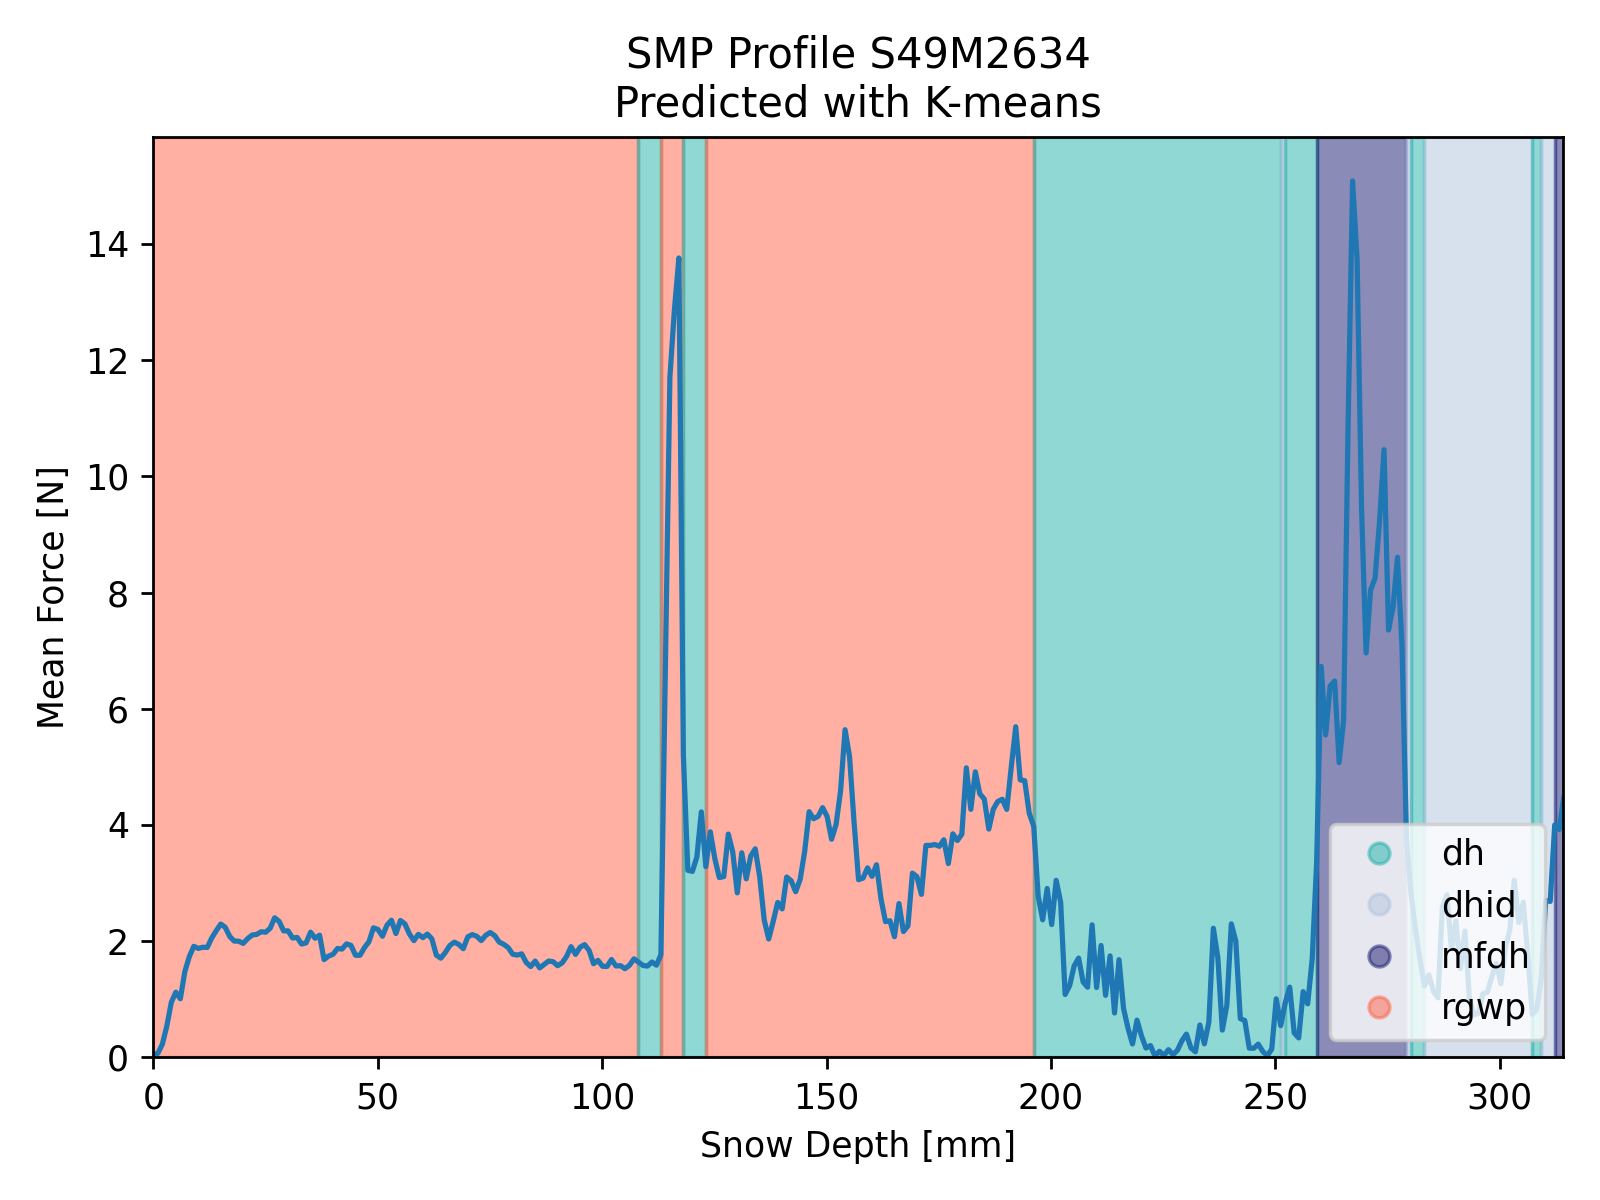 SMP Profile S49M2634
Predicted with K-means
Mean Force [N]
14
12
10
8
6
4
2
0
dh
dhid
mfdh
rgwp
0 50 100 150 200 250 300
Snow Depth [mm]